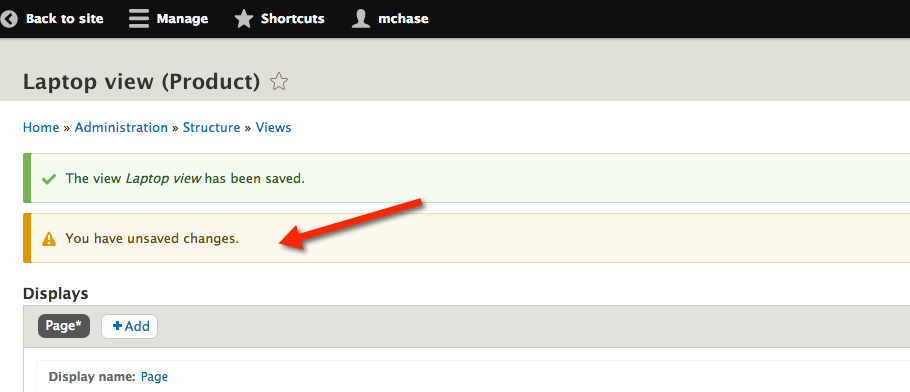 Back to site Manage Shortcuts mchase
Laptop view (Product)
Home » Administration » Structure » Views
The view Laptop view has been saved.
You have unsaved changes.
Displays
Page* +Add
Display name: Page